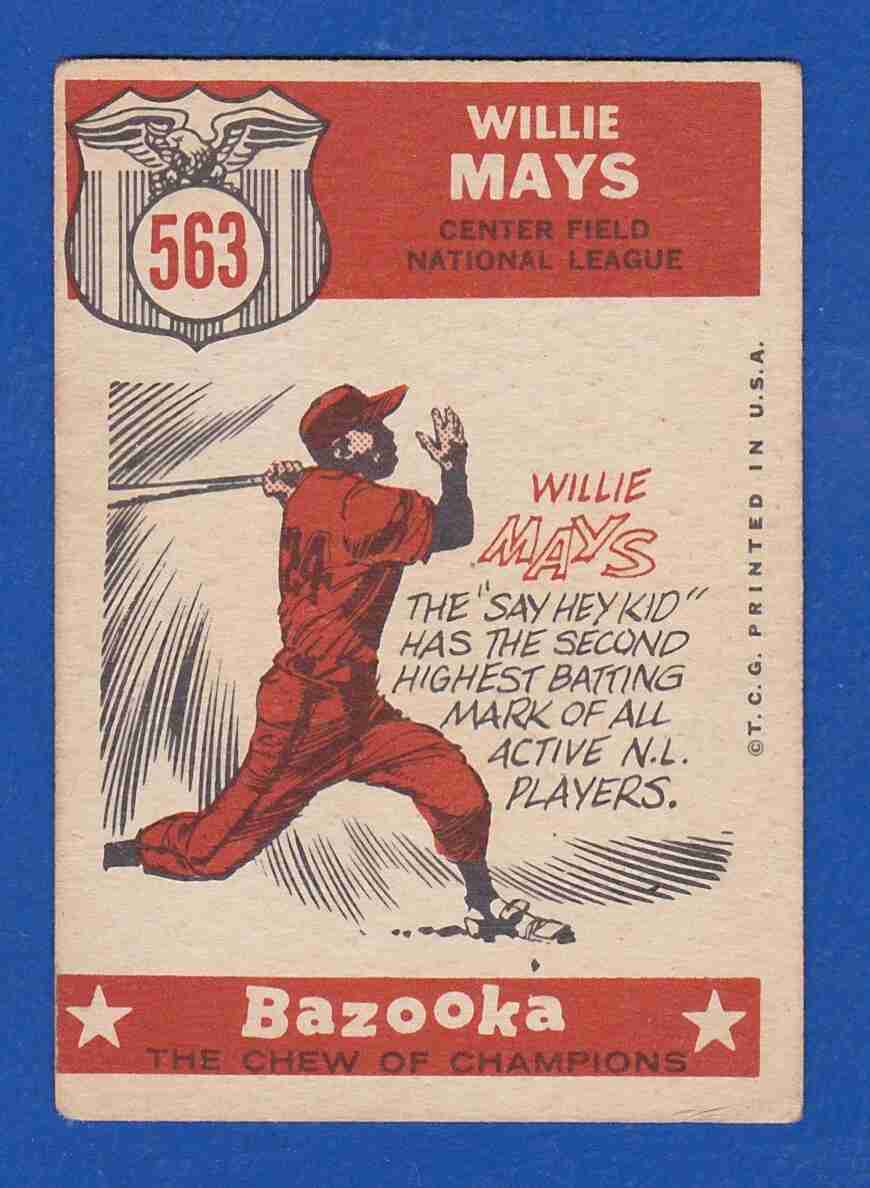 WILLIE
MAYS
CENTER FIELD
NATIONAL LEAGUE
563
24
WILLIE
MAYS
THE "SAY HEY KID"
HAS THE SECOND
HIGHEST BATTING
MARK OF ALL
ACTIVE N.L.
PLAYERS.
©T.C.G. PRINTED IN U.S.A.
Bazooka
THE CHEW OF CHAMPIONS